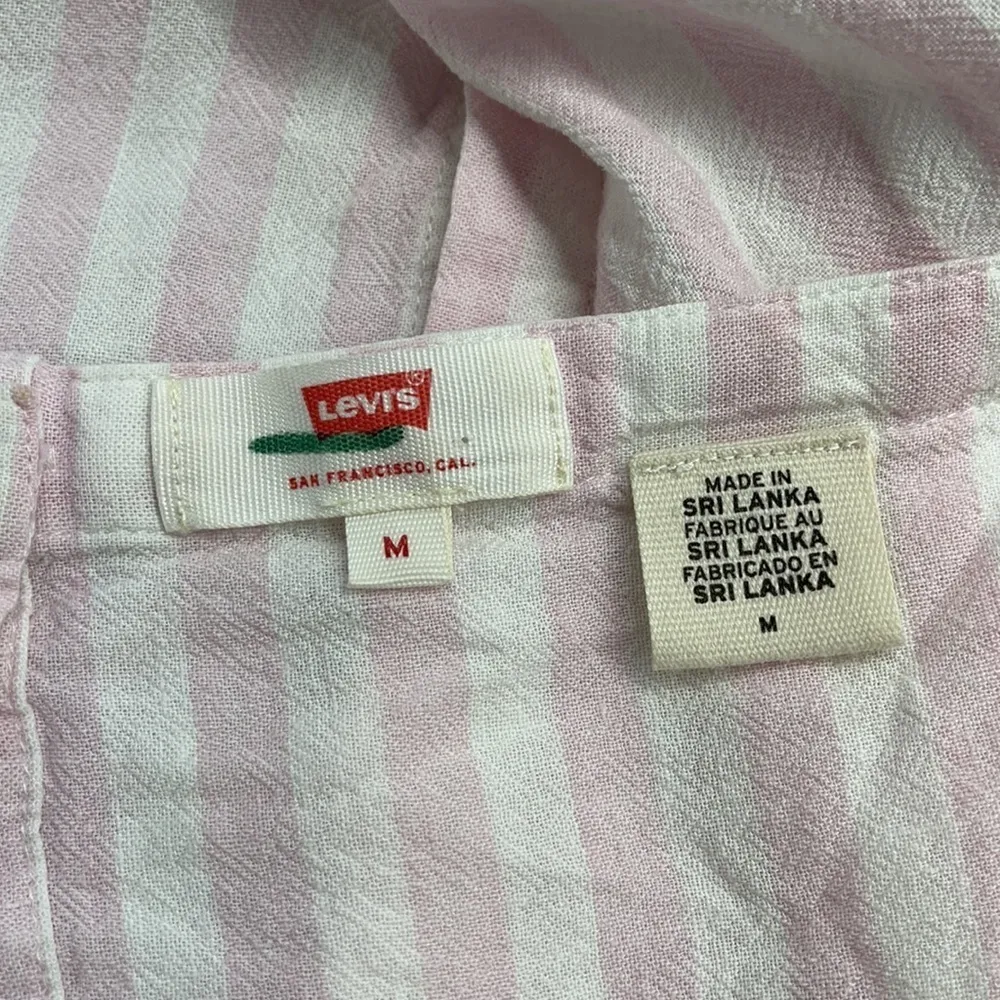 Levi's®
SAN FRANCISCO, CAL.
M
MADE IN
SRI LANKA
FABRIQUE AU
SRI LANKA
FABRICADO EN
SRI LANKA
M